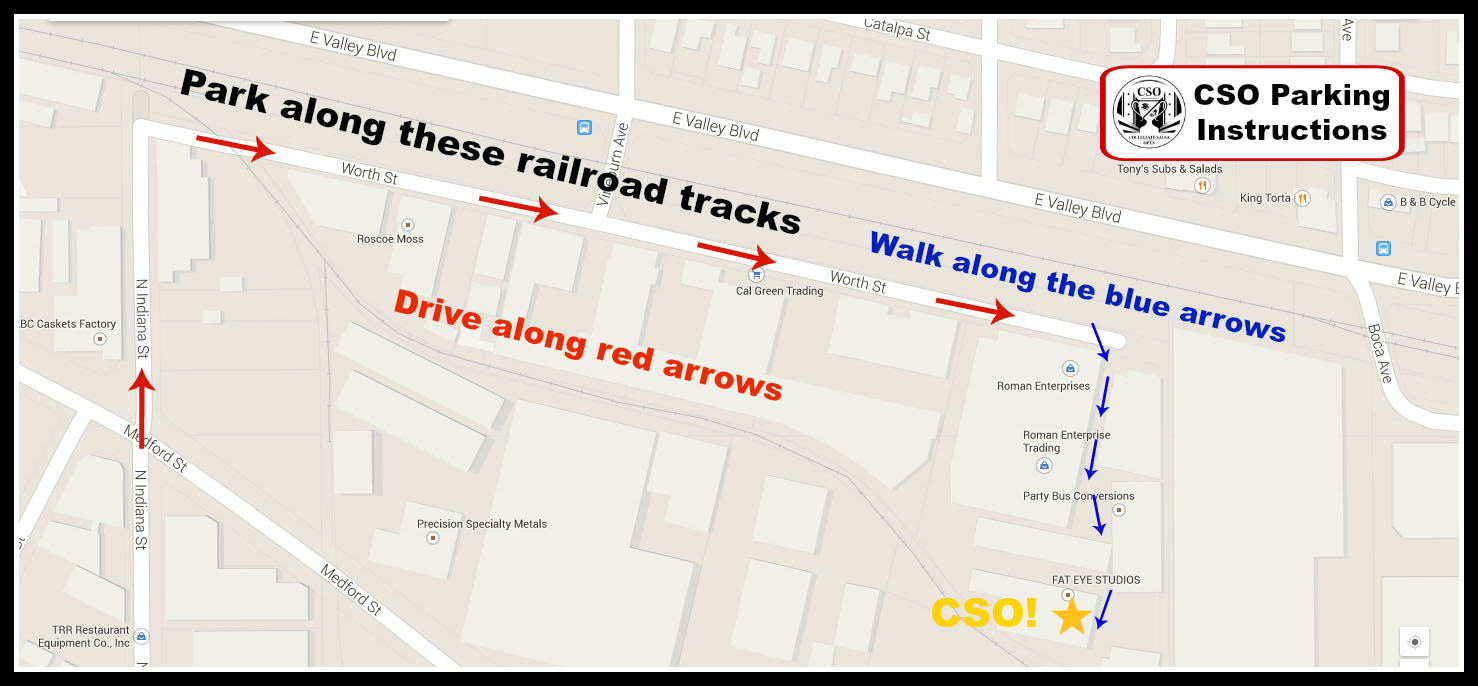 Catalpa St
Ave
E Valley Blvd
CSO
COLLEGIATE SALSA
OPEN
CSO Parking
Instructions
Park along these railroad tracks
E Valley Blvd
Worth St
Tony's Subs & Salads
King Torta
B & B Cycle
E Valley Blvd
Roscoe Moss
Walk along the blue arrows
Cal Green Trading
Worth St
E Valley
N Indiana St
BC Caskets Factory
Drive along red arrows
Boca Ave
Roman Enterprises
Medford St
Roman Enterprise
Trading
N Indiana St
Party Bus Conversions
Precision Specialty Metals
Medford St
FAT EYE STUDIOS
CSO!
TRR Restaurant
Equipment Co., Inc
N